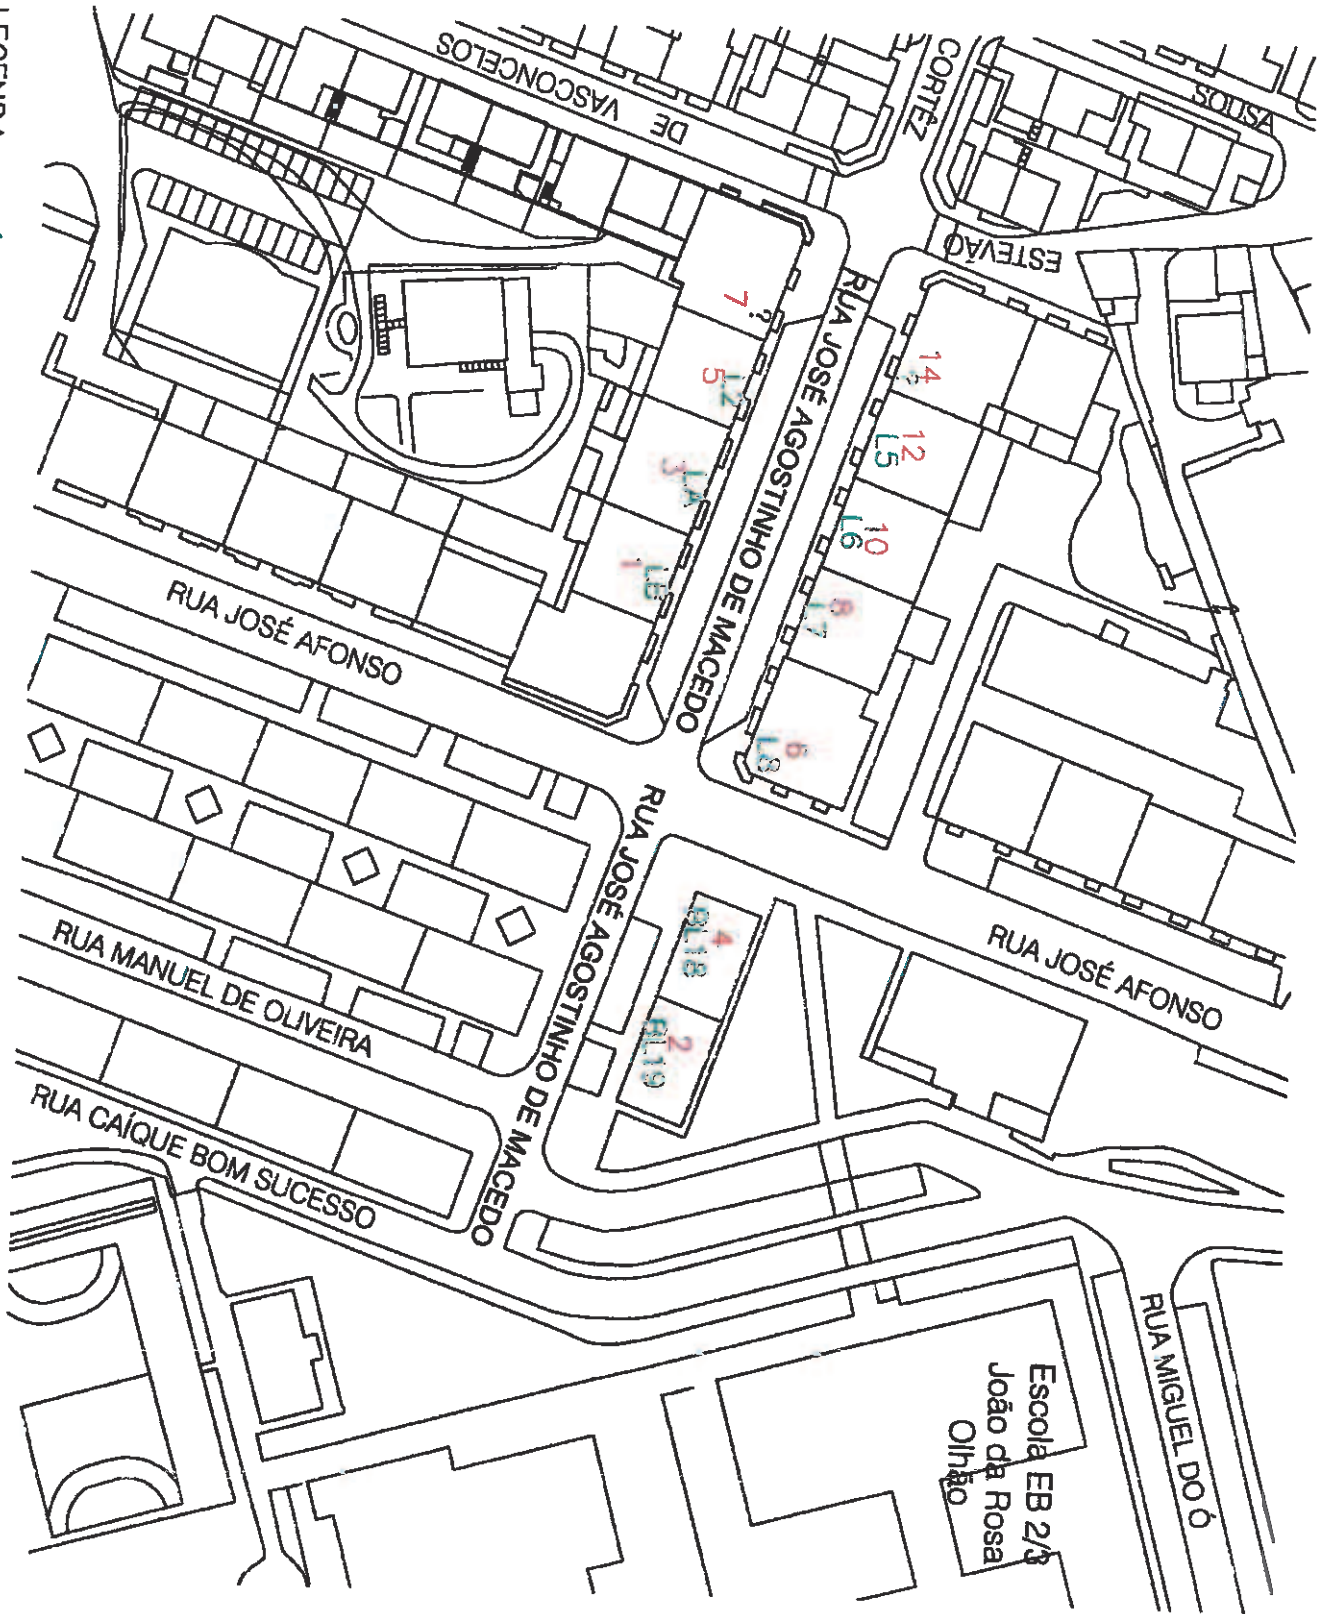 DE
VASCONCELOS
CORTÊZ
SOUSA
ESTEVÃO
RUA JOSÉ AGOSTINHO DE MACEDO
7
?
5
L2
3
LA
1
LE
14
12
L5
10
L6
8
L7
6
L8
RUA JOSÉ AFONSO
RUA JOSÉ AGOSTINHO DE MACEDO
4
BL18
2
BL19
RUA JOSÉ AFONSO
RUA MANUEL DE OLIVEIRA
RUA CAÍQUE BOM SUCESSO
RUA MIGUEL DO Ó
Escola EB 2/3
João da Rosa
Olhão